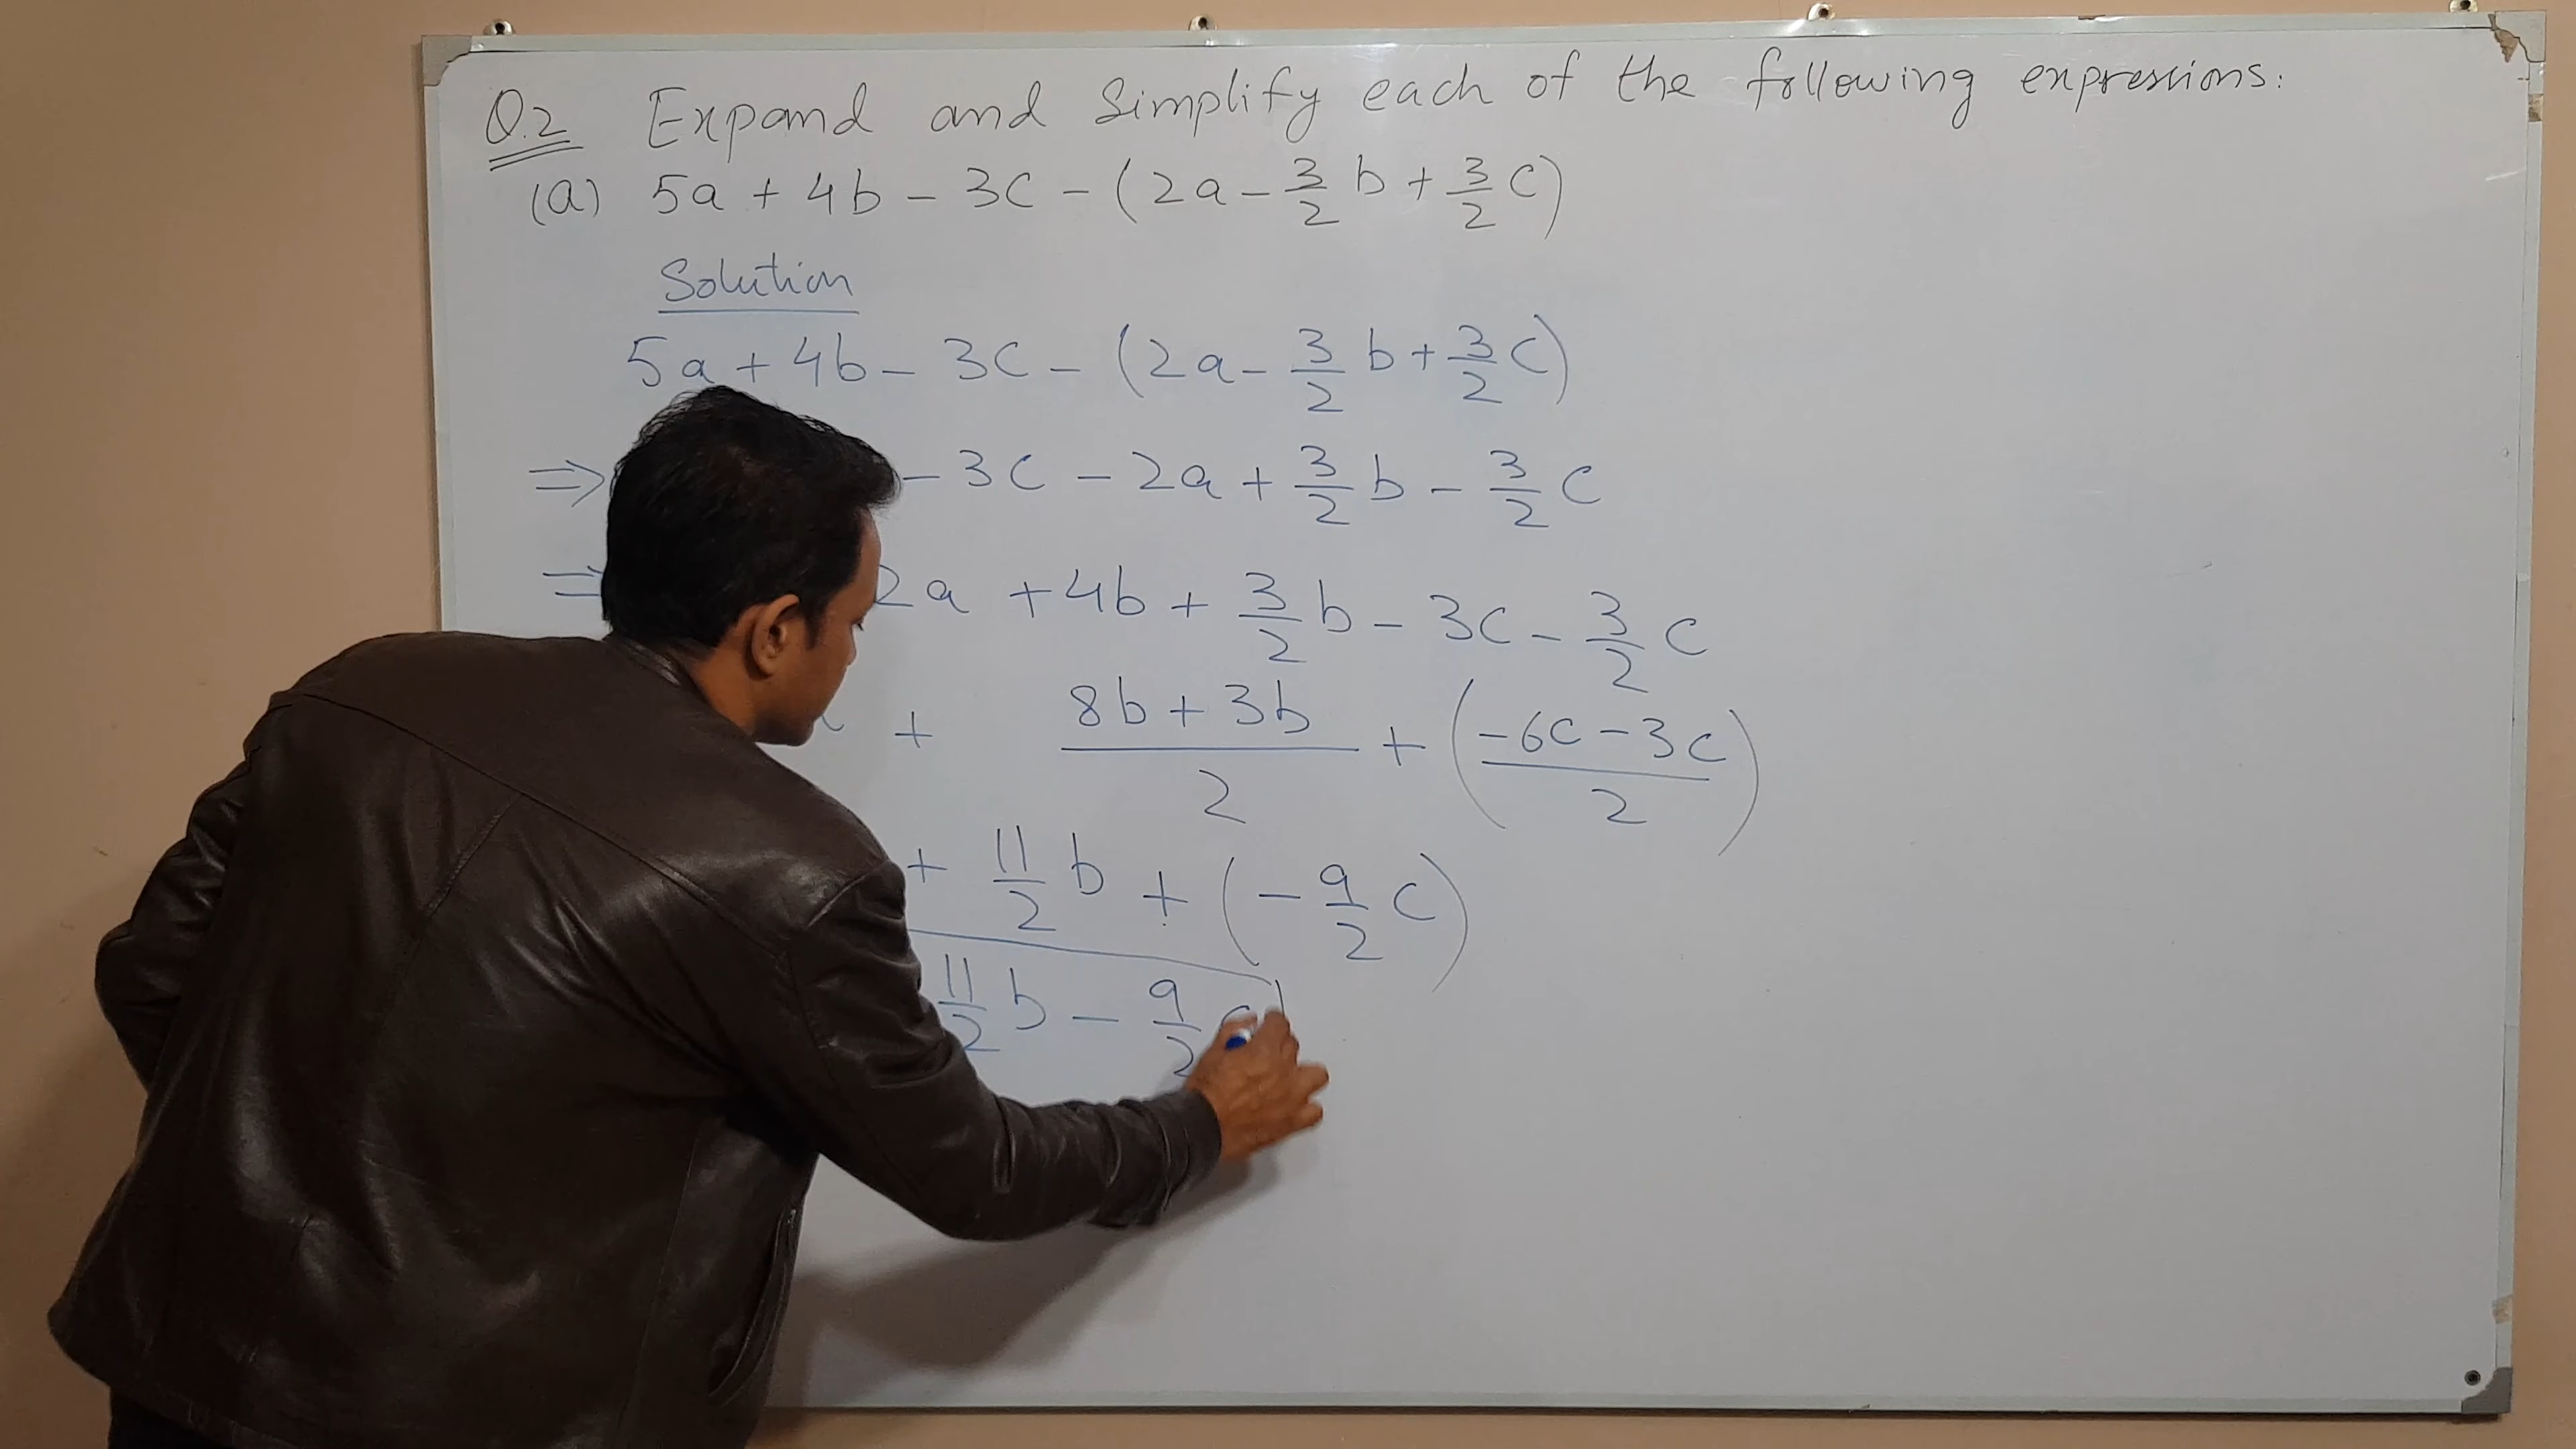 Q.2 Expand and Simplify each of the following expressions:
(a) 5a + 4b - 3c - (2a - 3/2 b + 3/2 c)
Solution
5a + 4b - 3c - (2a - 3/2 b + 3/2 c)
⇒ - 3c - 2a + 3/2 b - 3/2 c
⇒ 2a + 4b + 3/2 b - 3c - 3/2 c
+ (8b + 3b)/2 + ((-6c - 3c)/2)
+ 11/2 b + (- 9/2 c)
11/2 b - 9/2 c